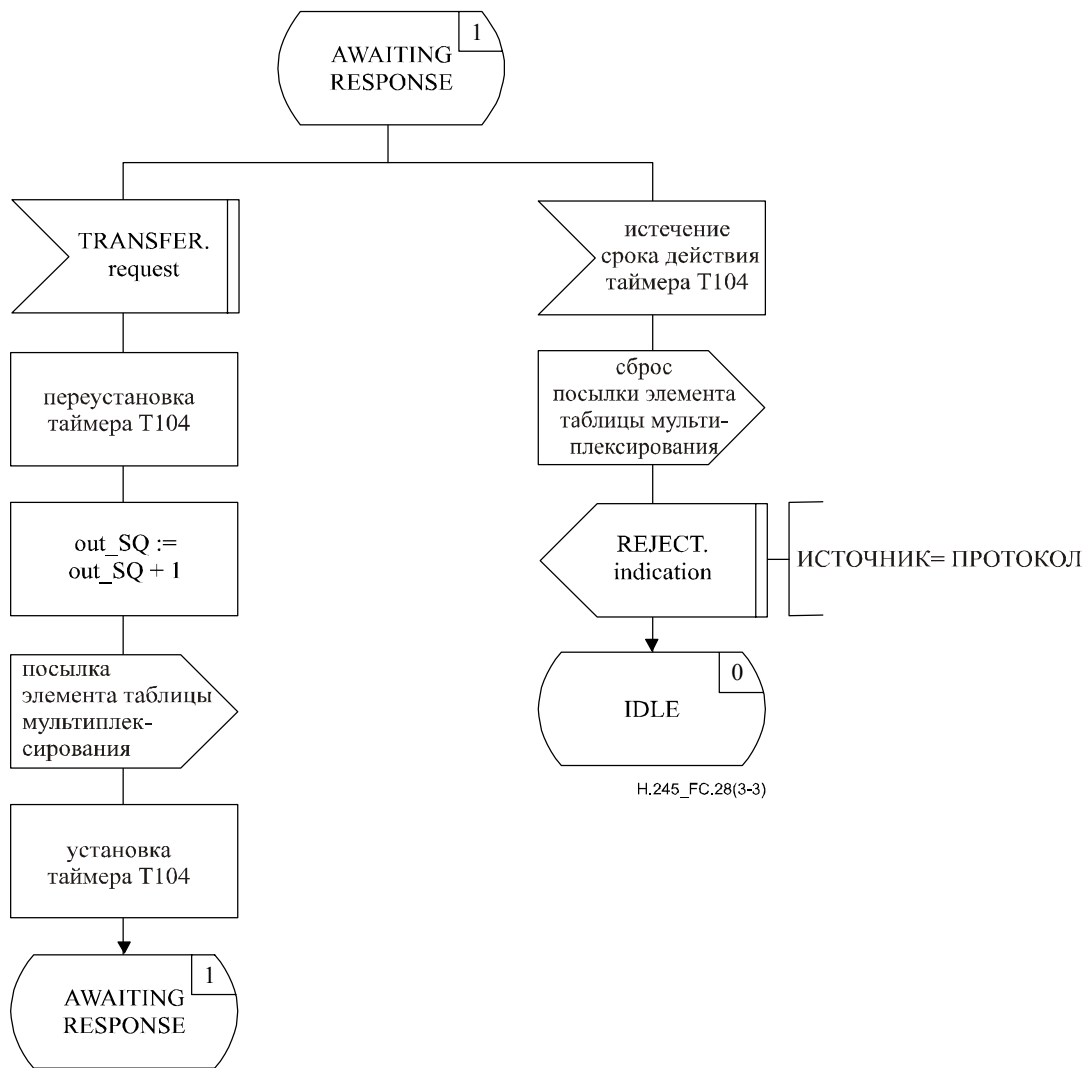 1
AWAITING
RESPONSE
TRANSFER.
request
переустановка
таймера T104
out_SQ :=
out_SQ + 1
посылка
элемента таблицы
мультиплек-
сирования
установка
таймера T104
1
AWAITING
RESPONSE
истечение
срока действия
таймера T104
сброс
посылки элемента
таблицы мульти-
плексирования
REJECT.
indication
ИСТОЧНИК= ПРОТОКОЛ
0
IDLE
H.245_FC.28(3-3)